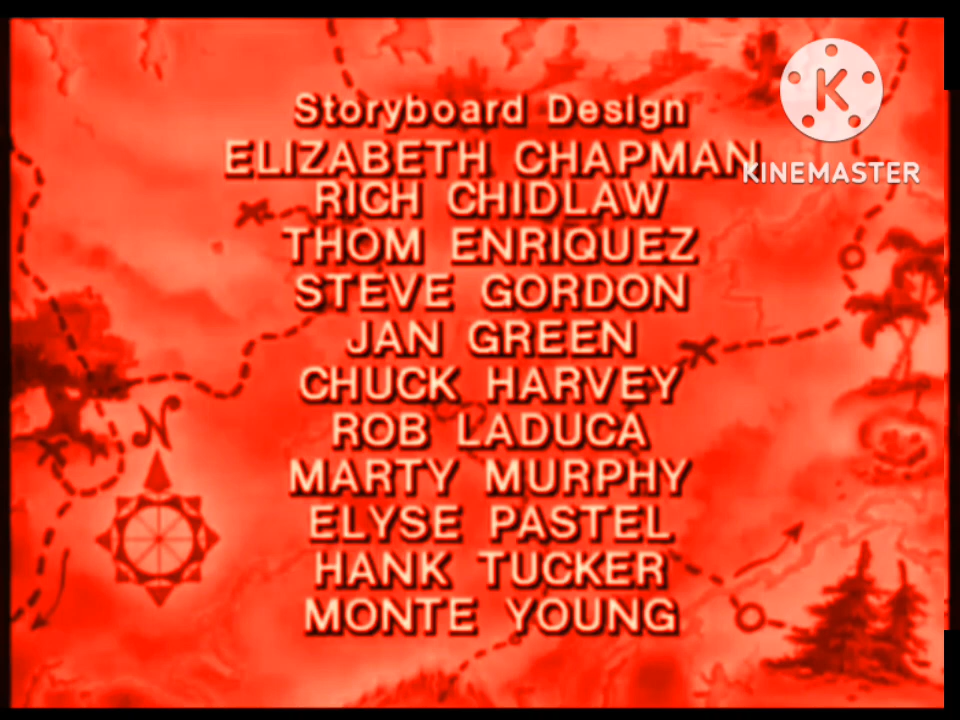 Storyboard Design
ELIZABETH CHAPMAN
RICH CHIDLAW
THOM ENRIQUEZ
STEVE GORDON
JAN GREEN
CHUCK HARVEY
ROB LADUCA
MARTY MURPHY
ELYSE PASTEL
HANK TUCKER
MONTE YOUNG
K
KINEMASTER
N